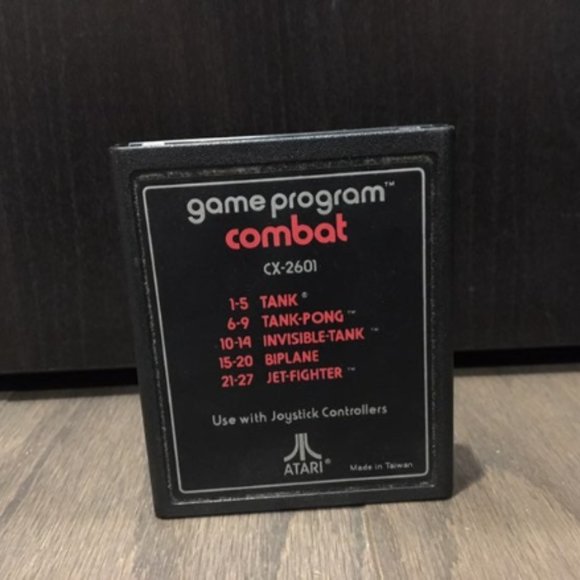 game program™
combat
CX-2601
1-5 TANK®
6-9 TANK-PONG™
10-14 INVISIBLE-TANK™
15-20 BIPLANE
21-27 JET-FIGHTER™
Use with Joystick Controllers
ATARI®
Made in Taiwan